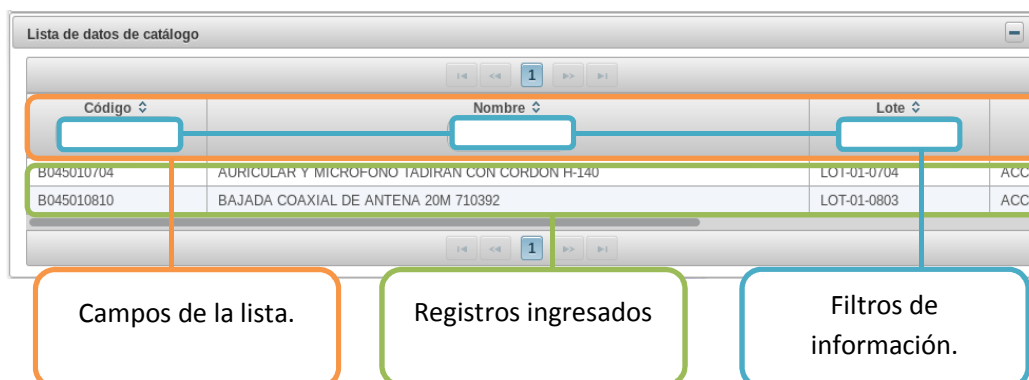 Lista de datos de catálogo
1
Código Nombre Lote
B045010704 AURICULAR Y MICROFONO TADIRAN CON CORDON H-140 LOT-01-0704 ACC
B045010810 BAJADA COAXIAL DE ANTENA 20M 710392 LOT-01-0803 ACC
1
Campos de la lista. Registros ingresados Filtros de
información.